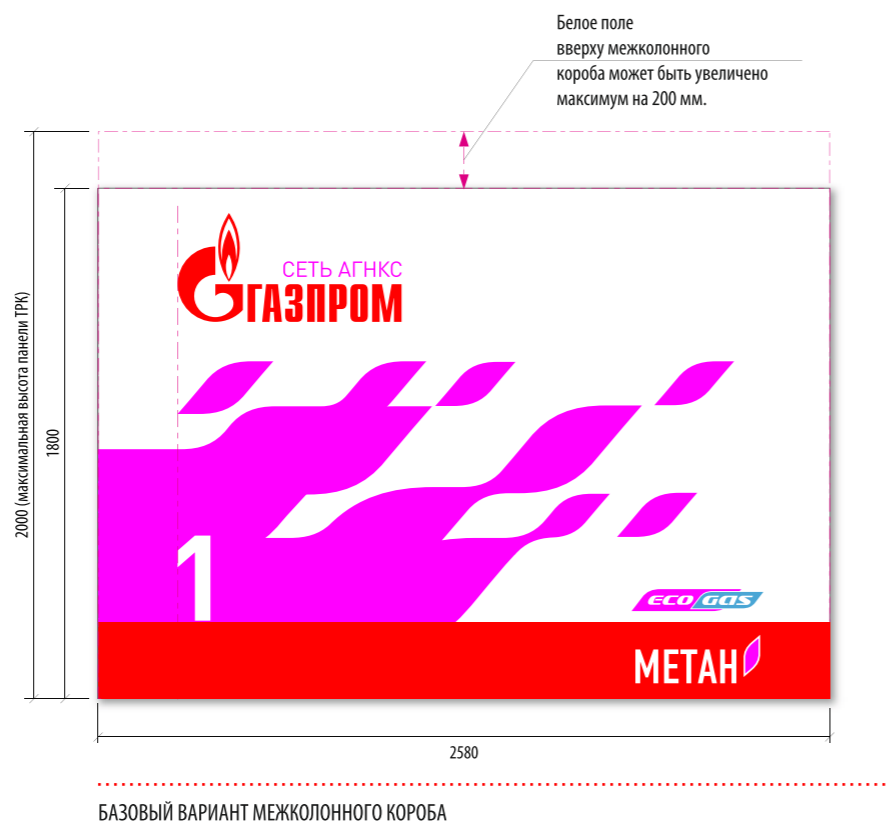 Белое поле
вверху межколонного
короба может быть увеличено
максимум на 200 мм.
2000 (максимальная высота панели ТРК)
1800
СЕТЬ АГНКС
ГАЗПРОМ
1
ECO GAS
МЕТАН
2580
БАЗОВЫЙ ВАРИАНТ МЕЖКОЛОННОГО КОРОБА